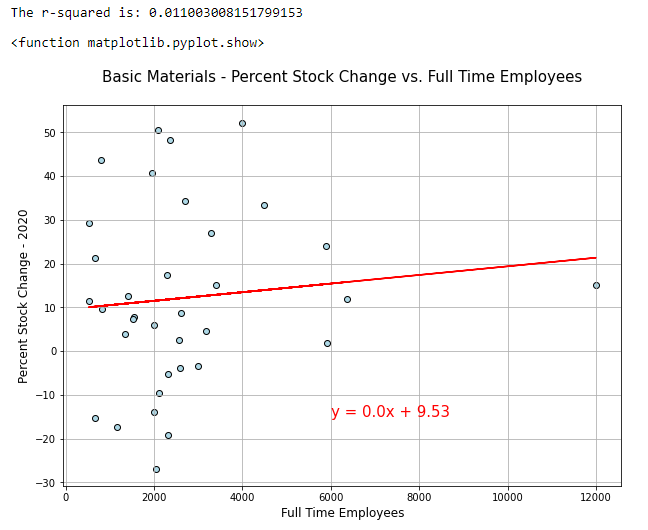 The r-squared is: 0.011003008151799153
<function matplotlib.pyplot.show>
Basic Materials - Percent Stock Change vs. Full Time Employees
Percent Stock Change - 2020
50
40
30
20
10
0
−10
−20
−30
y = 0.0x + 9.53
0 2000 4000 6000 8000 10000 12000
Full Time Employees